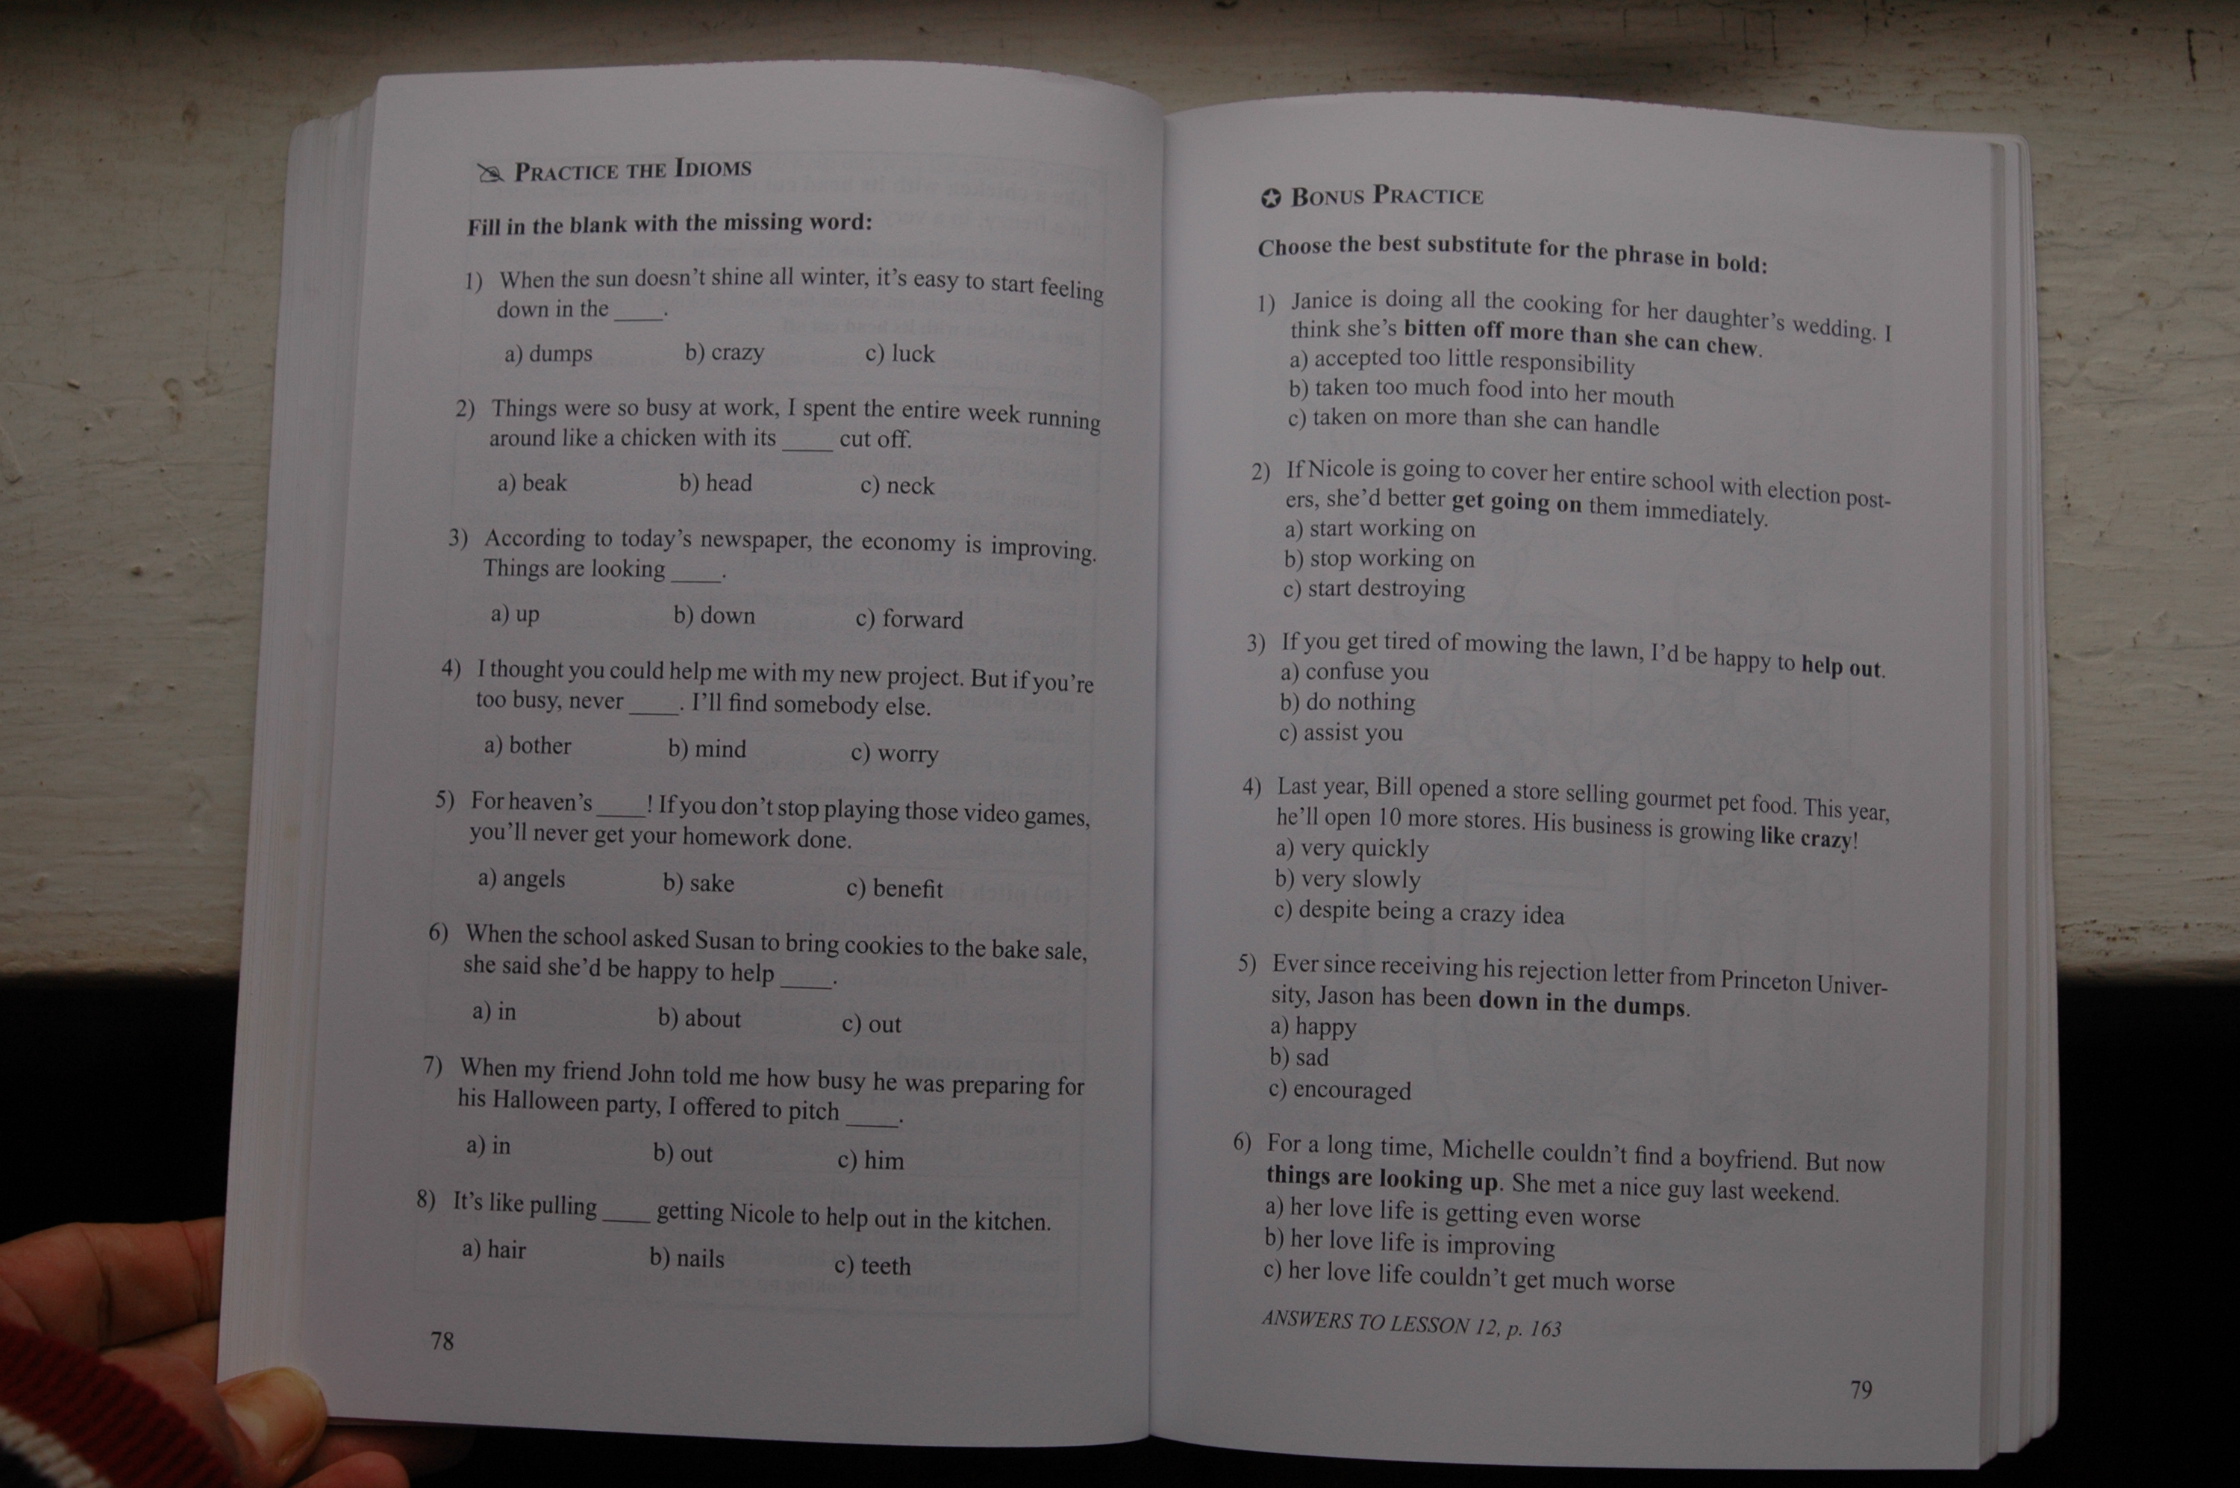 PRACTICE THE IDIOMS
Fill in the blank with the missing word:
1) When the sun doesn't shine all winter, it's easy to start feeling
down in the ____.
a) dumps b) crazy c) luck
2) Things were so busy at work, I spent the entire week running
around like a chicken with its ____ cut off.
a) beak b) head c) neck
3) According to today's newspaper, the economy is improving.
Things are looking ____.
a) up b) down c) forward
4) I thought you could help me with my new project. But if you're
too busy, never ____. I'll find somebody else.
a) bother b) mind c) worry
5) For heaven's ____! If you don't stop playing those video games,
you'll never get your homework done.
a) angels b) sake c) benefit
6) When the school asked Susan to bring cookies to the bake sale,
she said she'd be happy to help ____.
a) in b) about c) out
7) When my friend John told me how busy he was preparing for
his Halloween party, I offered to pitch ____.
a) in b) out c) him
8) It's like pulling ____ getting Nicole to help out in the kitchen.
a) hair b) nails c) teeth
78
BONUS PRACTICE
Choose the best substitute for the phrase in bold:
1) Janice is doing all the cooking for her daughter's wedding. I
think she's bitten off more than she can chew.
a) accepted too little responsibility
b) taken too much food into her mouth
c) taken on more than she can handle
2) If Nicole is going to cover her entire school with election post-
ers, she'd better get going on them immediately.
a) start working on
b) stop working on
c) start destroying
3) If you get tired of mowing the lawn, I'd be happy to help out.
a) confuse you
b) do nothing
c) assist you
4) Last year, Bill opened a store selling gourmet pet food. This year,
he'll open 10 more stores. His business is growing like crazy!
a) very quickly
b) very slowly
c) despite being a crazy idea
5) Ever since receiving his rejection letter from Princeton Univer-
sity, Jason has been down in the dumps.
a) happy
b) sad
c) encouraged
6) For a long time, Michelle couldn't find a boyfriend. But now
things are looking up. She met a nice guy last weekend.
a) her love life is getting even worse
b) her love life is improving
c) her love life couldn't get much worse
ANSWERS TO LESSON 12, p. 163
79